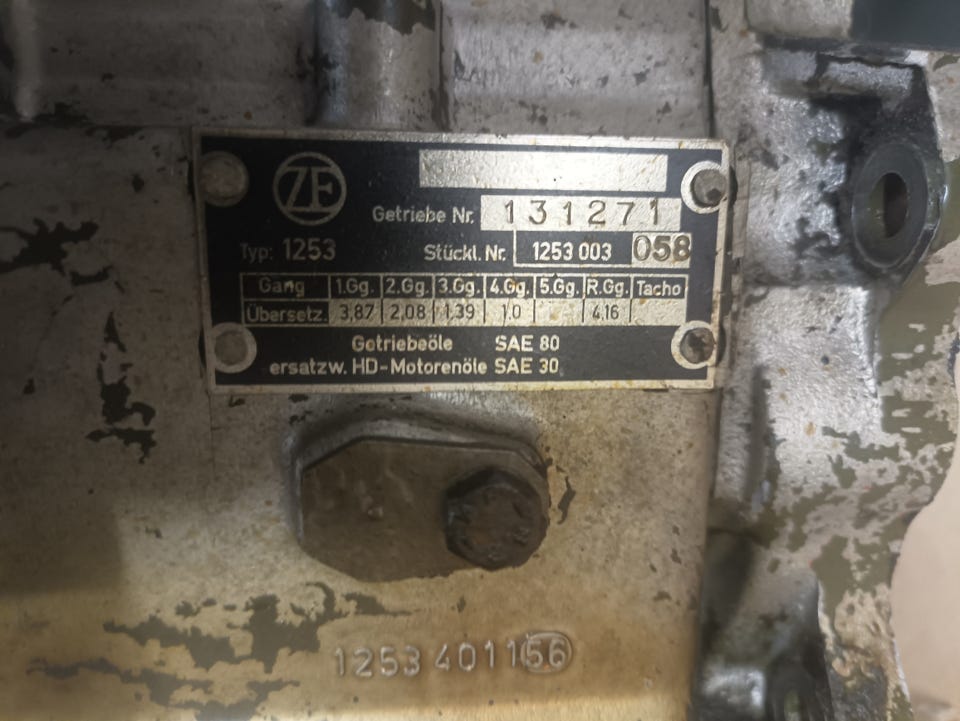 ZF
Getriebe Nr. 131271
Typ: 1253 Stückl. Nr. 1253 003 058
Gang 1.Gg. 2.Gg. 3.Gg. 4.Gg. 5.Gg. R.Gg. Tacho
Übersetz. 3,87 2,08 1,39 1,0 4,16
Getriebeöle SAE 80
ersatzw. HD-Motorenöle SAE 30
1253 401156